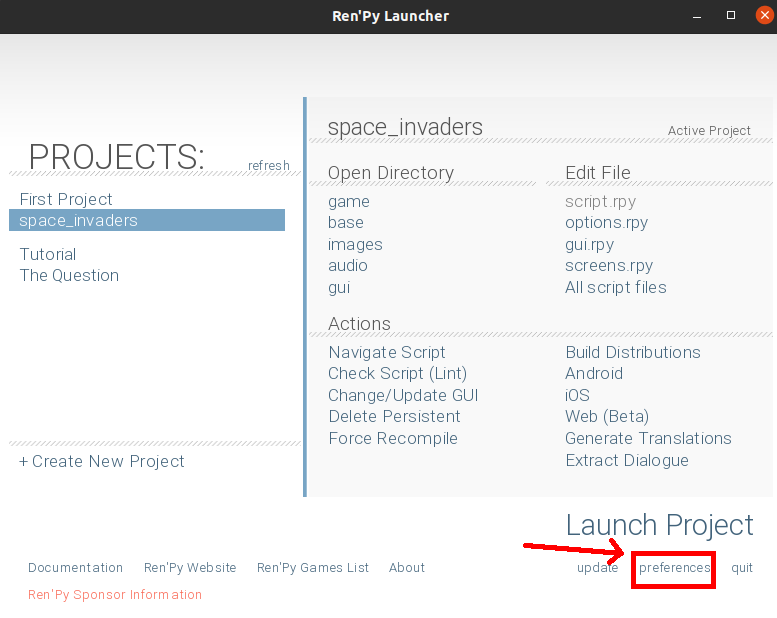 Ren'Py Launcher
PROJECTS:
refresh
First Project
space_invaders
Tutorial
The Question
+ Create New Project
space_invaders
Active Project
Open Directory
game
base
images
audio
gui
Edit File
script.rpy
options.rpy
gui.rpy
screens.rpy
All script files
Actions
Navigate Script
Check Script (Lint)
Change/Update GUI
Delete Persistent
Force Recompile
Build Distributions
Android
iOS
Web (Beta)
Generate Translations
Extract Dialogue
Launch Project
Documentation Ren'Py Website Ren'Py Games List About update preferences quit
Ren'Py Sponsor Information